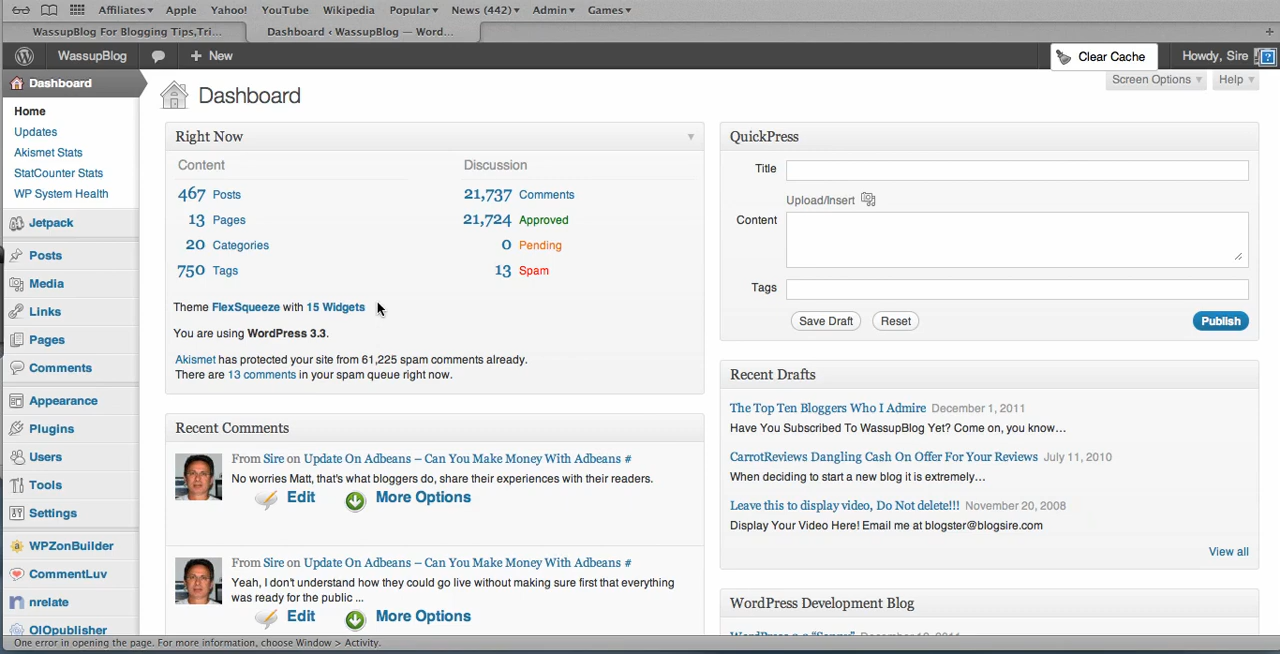 Affiliates▾ Apple Yahoo! YouTube Wikipedia Popular▾ News (442)▾ Admin▾ Games▾
WassupBlog For Blogging Tips,Tri... Dashboard ‹ WassupBlog — Word... +
WassupBlog + New Clear Cache Howdy, Sire ?
Screen Options ▾ Help ▾
Dashboard
Home
Updates
Akismet Stats
StatCounter Stats
WP System Health
Jetpack
Posts
Media
Links
Pages
Comments
Appearance
Plugins
Users
Tools
Settings
WPZonBuilder
CommentLuv
nrelate
OIOpublisher
Dashboard
Right Now
Content Discussion
467 Posts 21,737 Comments
13 Pages 21,724 Approved
20 Categories 0 Pending
750 Tags 13 Spam
Theme FlexSqueeze with 15 Widgets
You are using WordPress 3.3.
Akismet has protected your site from 61,225 spam comments already.
There are 13 comments in your spam queue right now.
Recent Comments
From Sire on Update On Adbeans – Can You Make Money With Adbeans #
No worries Matt, that's what bloggers do, share their experiences with their readers.
Edit More Options
From Sire on Update On Adbeans – Can You Make Money With Adbeans #
Yeah, I don't understand how they could go live without making sure first that everything
was ready for the public ...
Edit More Options
QuickPress
Title
Upload/Insert
Content
Tags
Save Draft Reset Publish
Recent Drafts
The Top Ten Bloggers Who I Admire December 1, 2011
Have You Subscribed To WassupBlog Yet? Come on, you know…
CarrotReviews Dangling Cash On Offer For Your Reviews July 11, 2010
When deciding to start a new blog it is extremely…
Leave this to display video, Do Not delete!!! November 20, 2008
Display Your Video Here! Email me at blogster@blogsire.com
View all
WordPress Development Blog
One error in opening the page. For more information, choose Window > Activity.